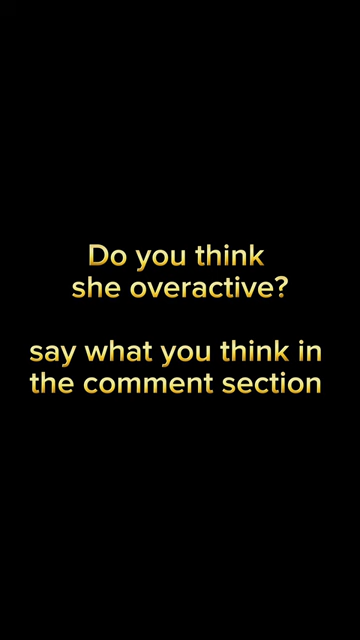 Do you think
she overactive?
say what you think in
the comment section